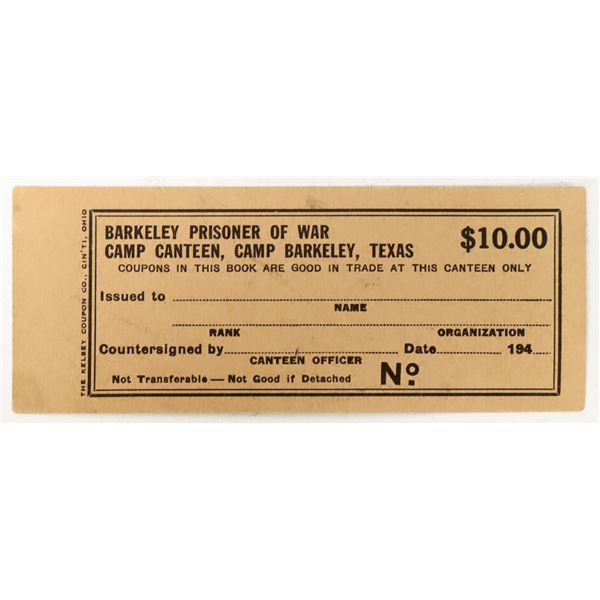 THE KELSEY COUPON CO., CIN'TI, OHIO
BARKELEY PRISONER OF WAR
CAMP CANTEEN, CAMP BARKELEY, TEXAS
$10.00
COUPONS IN THIS BOOK ARE GOOD IN TRADE AT THIS CANTEEN ONLY
Issued to
NAME
RANK ORGANIZATION
Countersigned by Date 194
CANTEEN OFFICER
Not Transferable — Not Good if Detached
No.